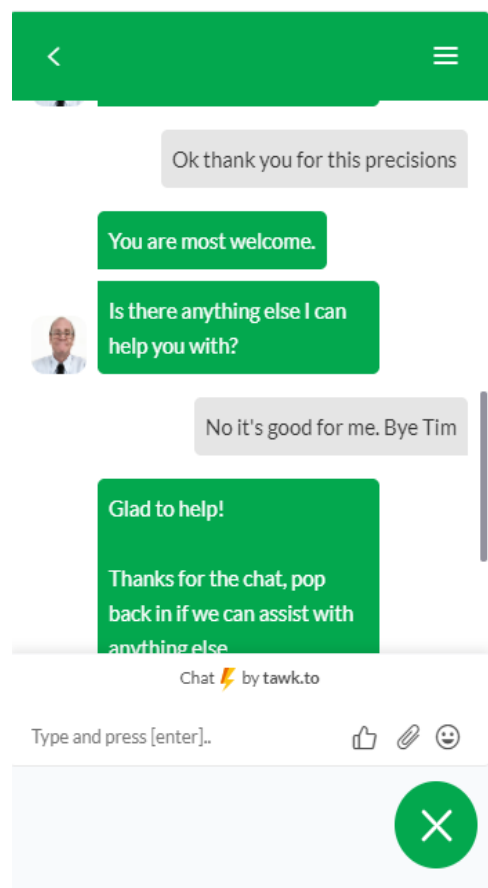 Ok thank you for this precisions
You are most welcome.
Is there anything else I can
help you with?
No it's good for me. Bye Tim
Glad to help!
Thanks for the chat, pop
back in if we can assist with
anything else
Chat by tawk.to
Type and press [enter]..